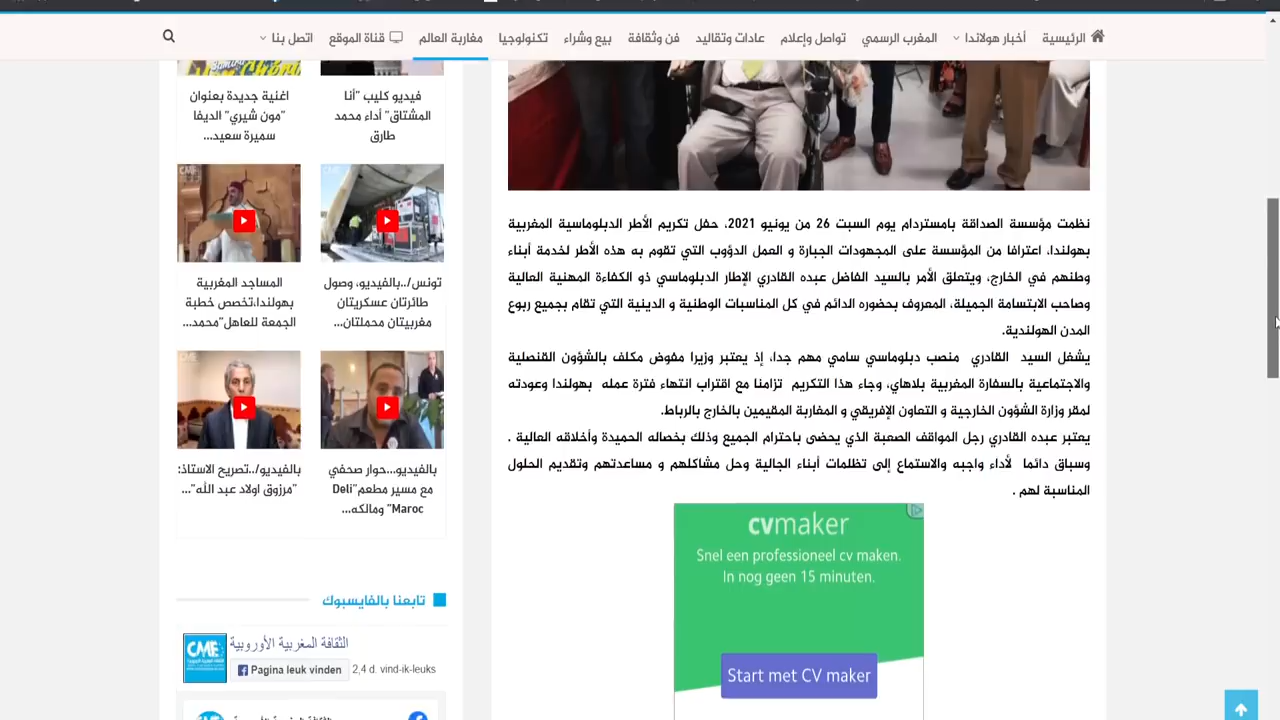 الرئيسية
أخبار هولاندا
المغرب الرسمي
تواصل وإعلام
عادات وتقاليد
فن وثقافة
بيع وشراء
تكنولوجيا
مغاربة العالم
قناة الموقع
اتصل بنا
نظمت مؤسسة الصداقة بامستردام يوم السبت 26 من يونيو 2021، حفل تكريم الأطر الدبلوماسية المغربية
بهولندا، اعترافا من المؤسسة على المجهودات الجبارة و العمل الدؤوب التي تقوم به هذه الأطر لخدمة أبناء
وطنهم في الخارج، ويتعلق الأمر بالسيد الفاضل عبده القادري الإطار الدبلوماسي ذو الكفاءة المهنية العالية
وصاحب الابتسامة الجميلة، المعروف بحضوره الدائم في كل المناسبات الوطنية و الدينية التي تقام بجميع ربوع
المدن الهولندية.
يشغل السيد القادري منصب دبلوماسي سامي مهم جدا، إذ يعتبر وزيرا مفوض مكلف بالشؤون القنصلية
والاجتماعية بالسفارة المغربية بلاهاي، وجاء هذا التكريم تزامنا مع اقتراب انتهاء فترة عمله بهولندا وعودته
لمقر وزارة الشؤون الخارجية و التعاون الإفريقي و المغاربة المقيمين بالخارج بالرباط.
يعتبر عبده القادري رجل المواقف الصعبة الذي يحضى باحترام الجميع وذلك بخصاله الحميدة وأخلاقه العالية .
وسباق دائما لأداء واجبه والاستماع إلى تظلمات أبناء الجالية وحل مشاكلهم و مساعدتهم وتقديم الحلول
المناسبة لهم .
cvmaker
Snel een professioneel cv maken.
In nog geen 15 minuten.
Start met CV maker
فيديو كليب "أنا
المشتاق" أداء محمد
طارق
اغنية جديدة بعنوان
"مون شيري" الديفا
سميرة سعيد...
تونس/..بالفيديو، وصول
طائرتان عسكريتان
مغربيتان محملتان...
المساجد المغربية
بهولندا،تخصص خطبة
الجمعة للعاهل"محمد...
بالفيديو...حوار صحفي
مع مسير مطعم"Deli
Maroc" ومالكه...
بالفيديو/..تصريح الاستاذ:
"مرزوق اولاد عبد الله"...
تابعنا بالفايسبوك
CME
الثقافة المغربية الأوروبية
Pagina leuk vinden
2,4 d. vind-ik-leuks